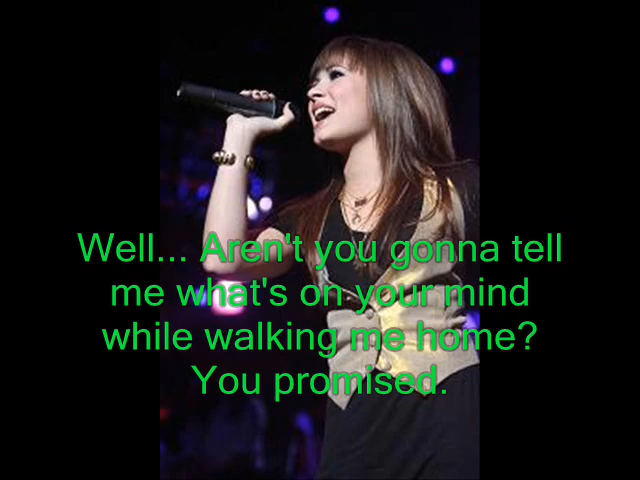 Well... Aren't you gonna tell
me what's on your mind
while walking me home?
You promised.